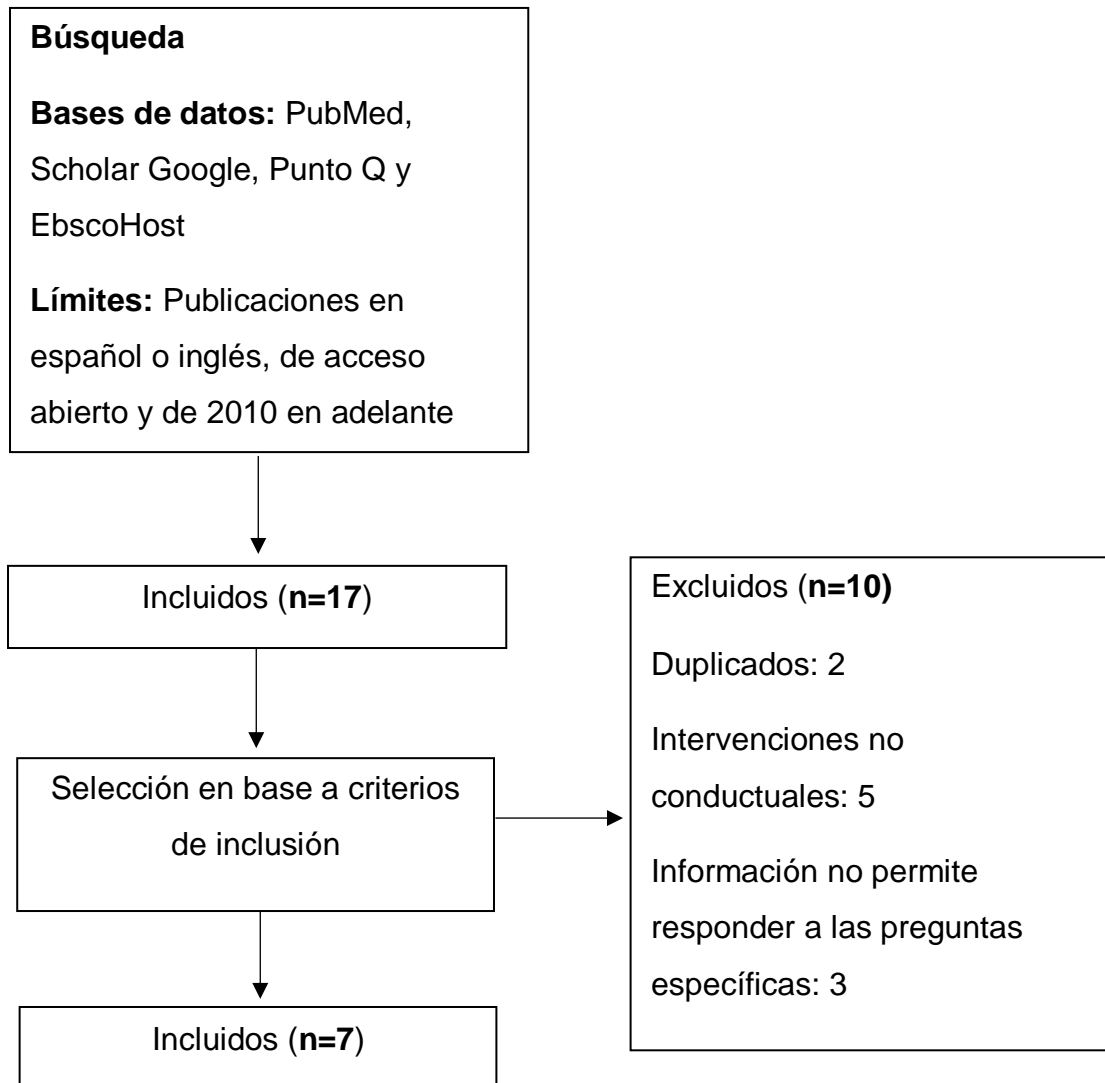 Búsqueda
Bases de datos: PubMed,
Scholar Google, Punto Q y
EbscoHost
Límites: Publicaciones en
español o inglés, de acceso
abierto y de 2010 en adelante
Incluidos (n=17)
Selección en base a criterios
de inclusión
Excluidos (n=10)
Duplicados: 2
Intervenciones no
conductuales: 5
Información no permite
responder a las preguntas
específicas: 3
Incluidos (n=7)